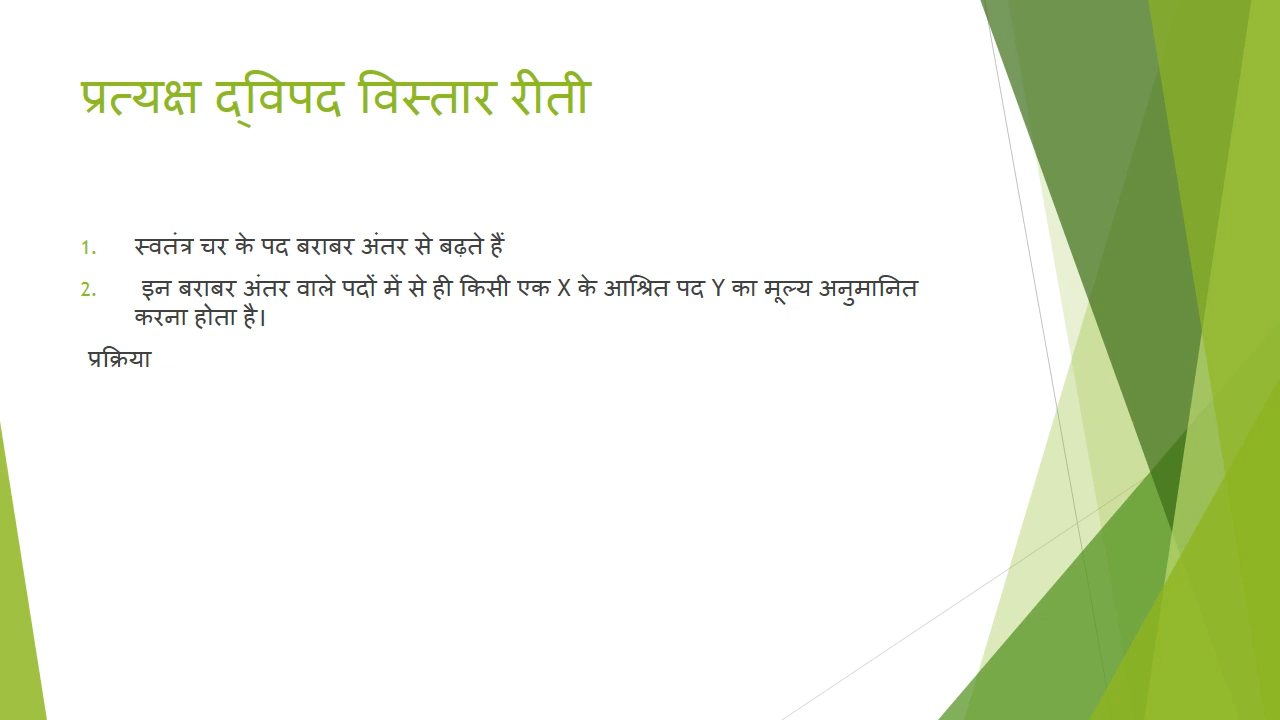 प्रत्यक्ष द्विपद विस्तार रीती
1. स्वतंत्र चर के पद बराबर अंतर से बढ़ते हैं
2. इन बराबर अंतर वाले पदों में से ही किसी एक X के आश्रित पद Y का मूल्य अनुमानित
करना होता है।
प्रक्रिया